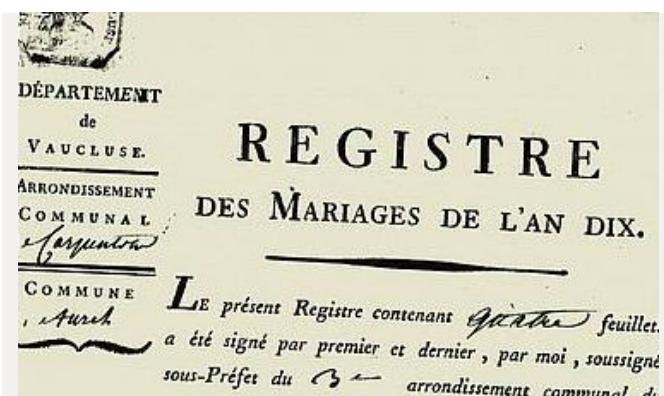 DÉPARTEMENT
de
VAUCLUSE.
ARRONDISSEMENT
COMMUNAL
Carpentras
COMMUNE
Aurel
REGISTRE
DES MARIAGES DE L'AN DIX.
LE présent Registre contenant quatre feuillet
a été signé par premier et dernier, par moi, soussigné
sous-Préfet du 3e arrondissement communal du